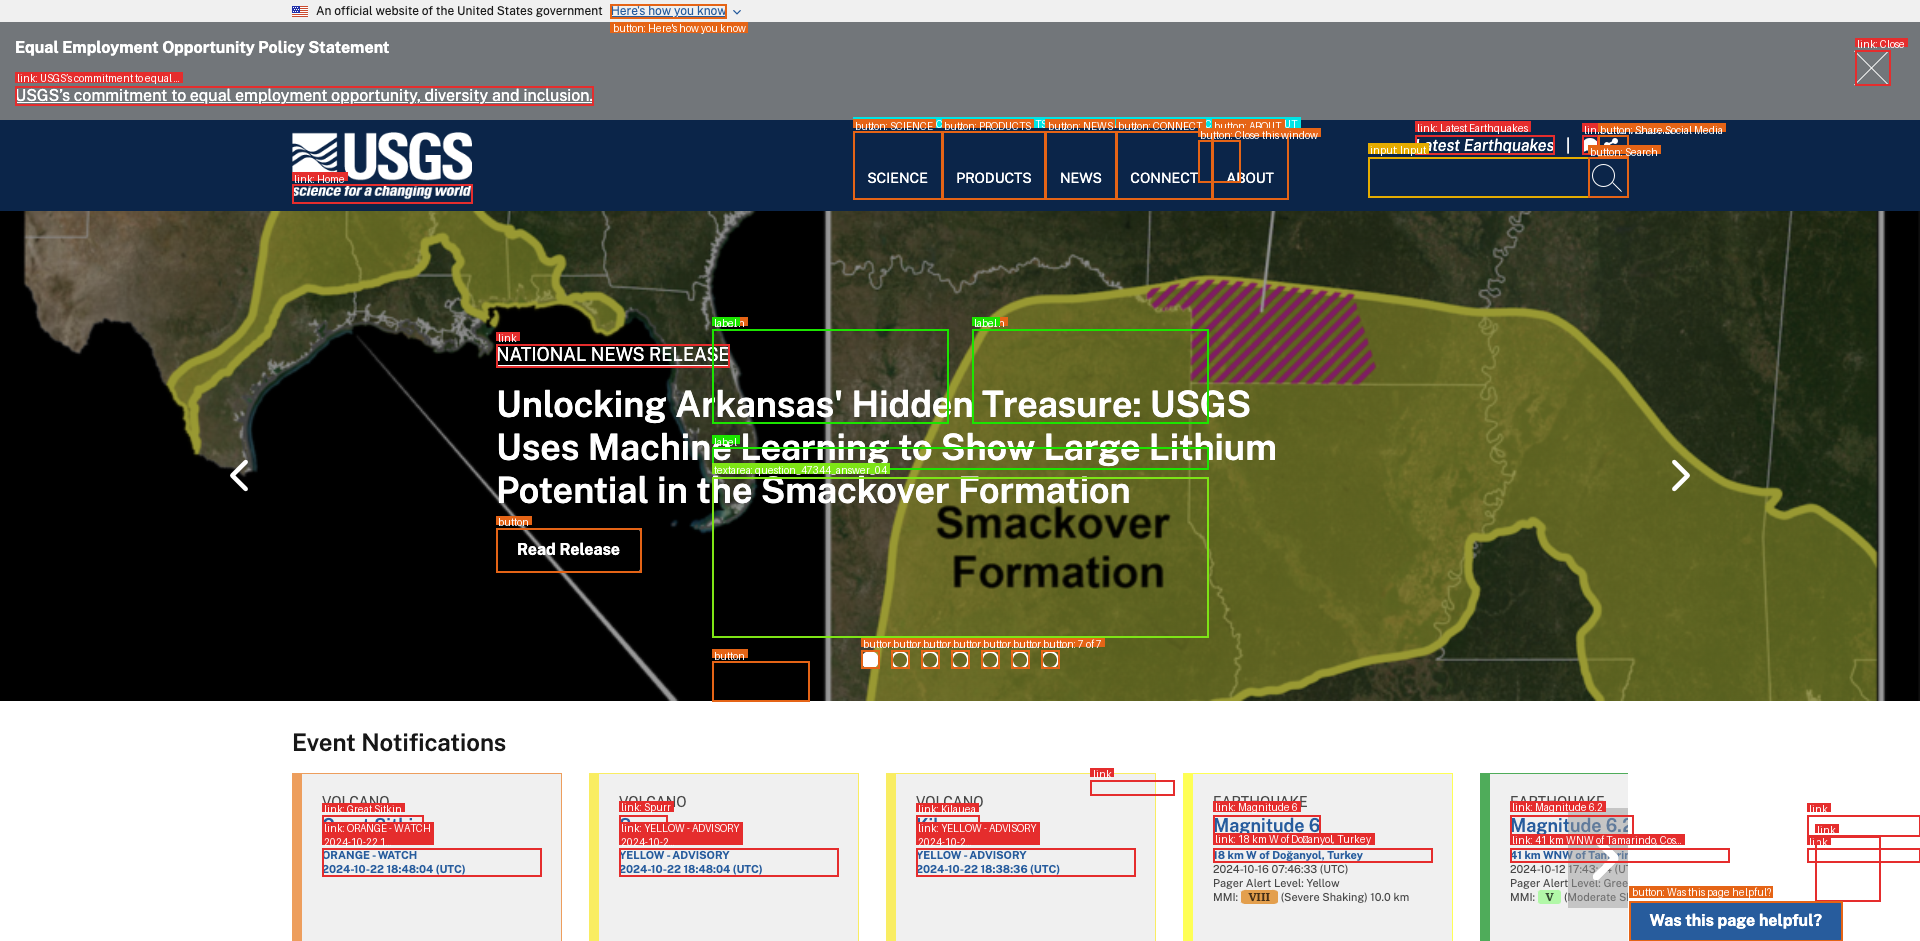 An official website of the United States government Here's how you know
button: Here's how you know
Equal Employment Opportunity Policy Statement
link: Close
link: USGS's commitment to equal ...
USGS's commitment to equal employment opportunity, diversity and inclusion.
button: SCIENCE button: PRODUCTS button: NEWS button: CONNECT button: ABOUT
button: Close this window
link: Latest Earthquakes button: Share Social Media
USGS
science for a changing world
link: Home
Latest Earthquakes |
input: Input button: Search
SCIENCE PRODUCTS NEWS CONNECT ABOUT
label label
link
NATIONAL NEWS RELEASE
Unlocking Arkansas' Hidden Treasure: USGS
Uses Machine Learning to Show Large Lithium
Potential in the Smackover Formation
label
textarea: question_47344_answer_04
Smackover
Formation
button
Read Release
button button: 7 of 7
Event Notifications
VOLCANO
link: Great Sitkin
link: ORANGE - WATCH
2024-10-22 1
ORANGE - WATCH
2024-10-22 18:48:04 (UTC)
VOLCANO
link: Spurr
link: YELLOW - ADVISORY
2024-10-2
YELLOW - ADVISORY
2024-10-22 18:48:04 (UTC)
link
VOLCANO
link: Kilauea
link: YELLOW - ADVISORY
2024-10-2
YELLOW - ADVISORY
2024-10-22 18:38:36 (UTC)
EARTHQUAKE
link: Magnitude 6
Magnitude 6
link: 18 km W of Doğanyol, Turkey
18 km W of Doğanyol, Turkey
2024-10-16 07:46:33 (UTC)
Pager Alert Level: Yellow
MMI: VIII (Severe Shaking) 10.0 km
EARTHQUAKE
link: Magnitude 6.2
Magnitude 6.2
link: 41 km WNW of Tamarindo, Cos...
41 km WNW of Tamarin
2024-10-12 17:43
Pager Alert Level: Gree
MMI: V (Moderate S
link
link
link
button: Was this page helpful?
Was this page helpful?